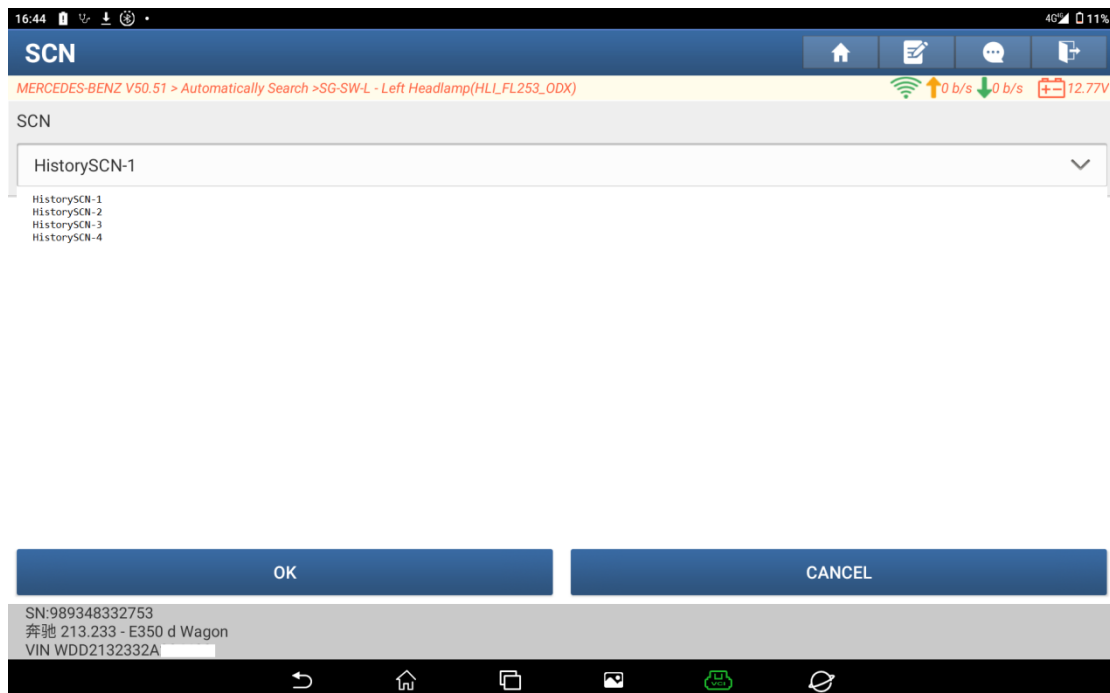 16:44
4G 11%
SCN
MERCEDES-BENZ V50.51 > Automatically Search >SG-SW-L - Left Headlamp(HLI_FL253_ODX)
0 b/s 0 b/s 12.77V
SCN
HistorySCN-1
HistorySCN-1
HistorySCN-2
HistorySCN-3
HistorySCN-4
OK
CANCEL
SN:989348332753
奔驰 213.233 - E350 d Wagon
VIN WDD2132332A
VCI